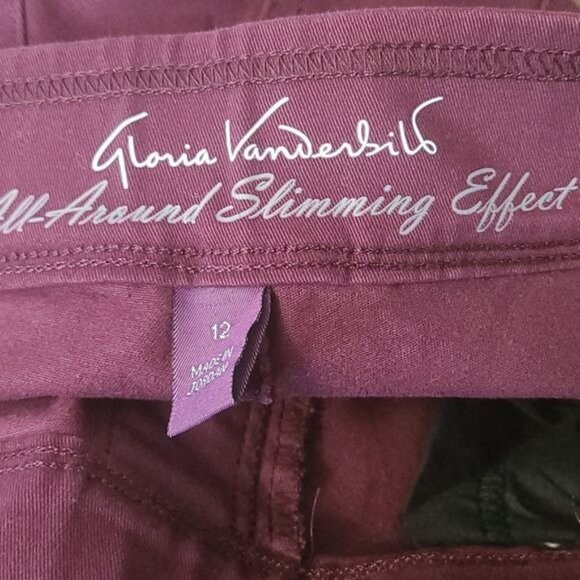 Gloria Vanderbilt
All-Around Slimming Effect
12
MADE IN
JORDAN